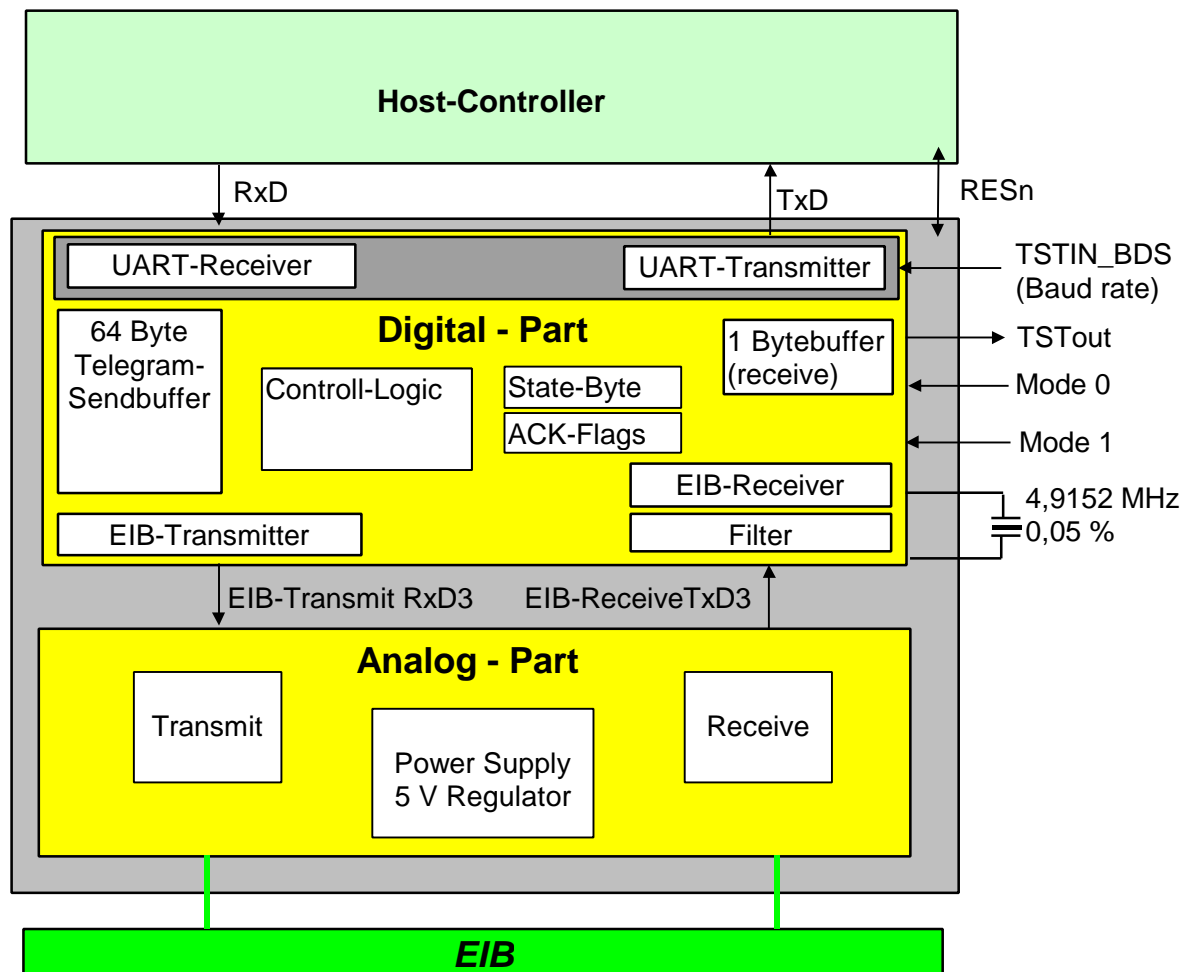 Host-Controller
RxD
TxD
RESn
UART-Receiver
UART-Transmitter
TSTIN_BDS
(Baud rate)
64 Byte
Telegram-
Sendbuffer
Digital - Part
1 Bytebuffer
(receive)
TSTout
Controll-Logic
State-Byte
Mode 0
ACK-Flags
Mode 1
EIB-Receiver
4,9152 MHz
0,05 %
EIB-Transmitter
Filter
EIB-Transmit RxD3
EIB-ReceiveTxD3
Analog - Part
Transmit
Receive
Power Supply
5 V Regulator
EIB